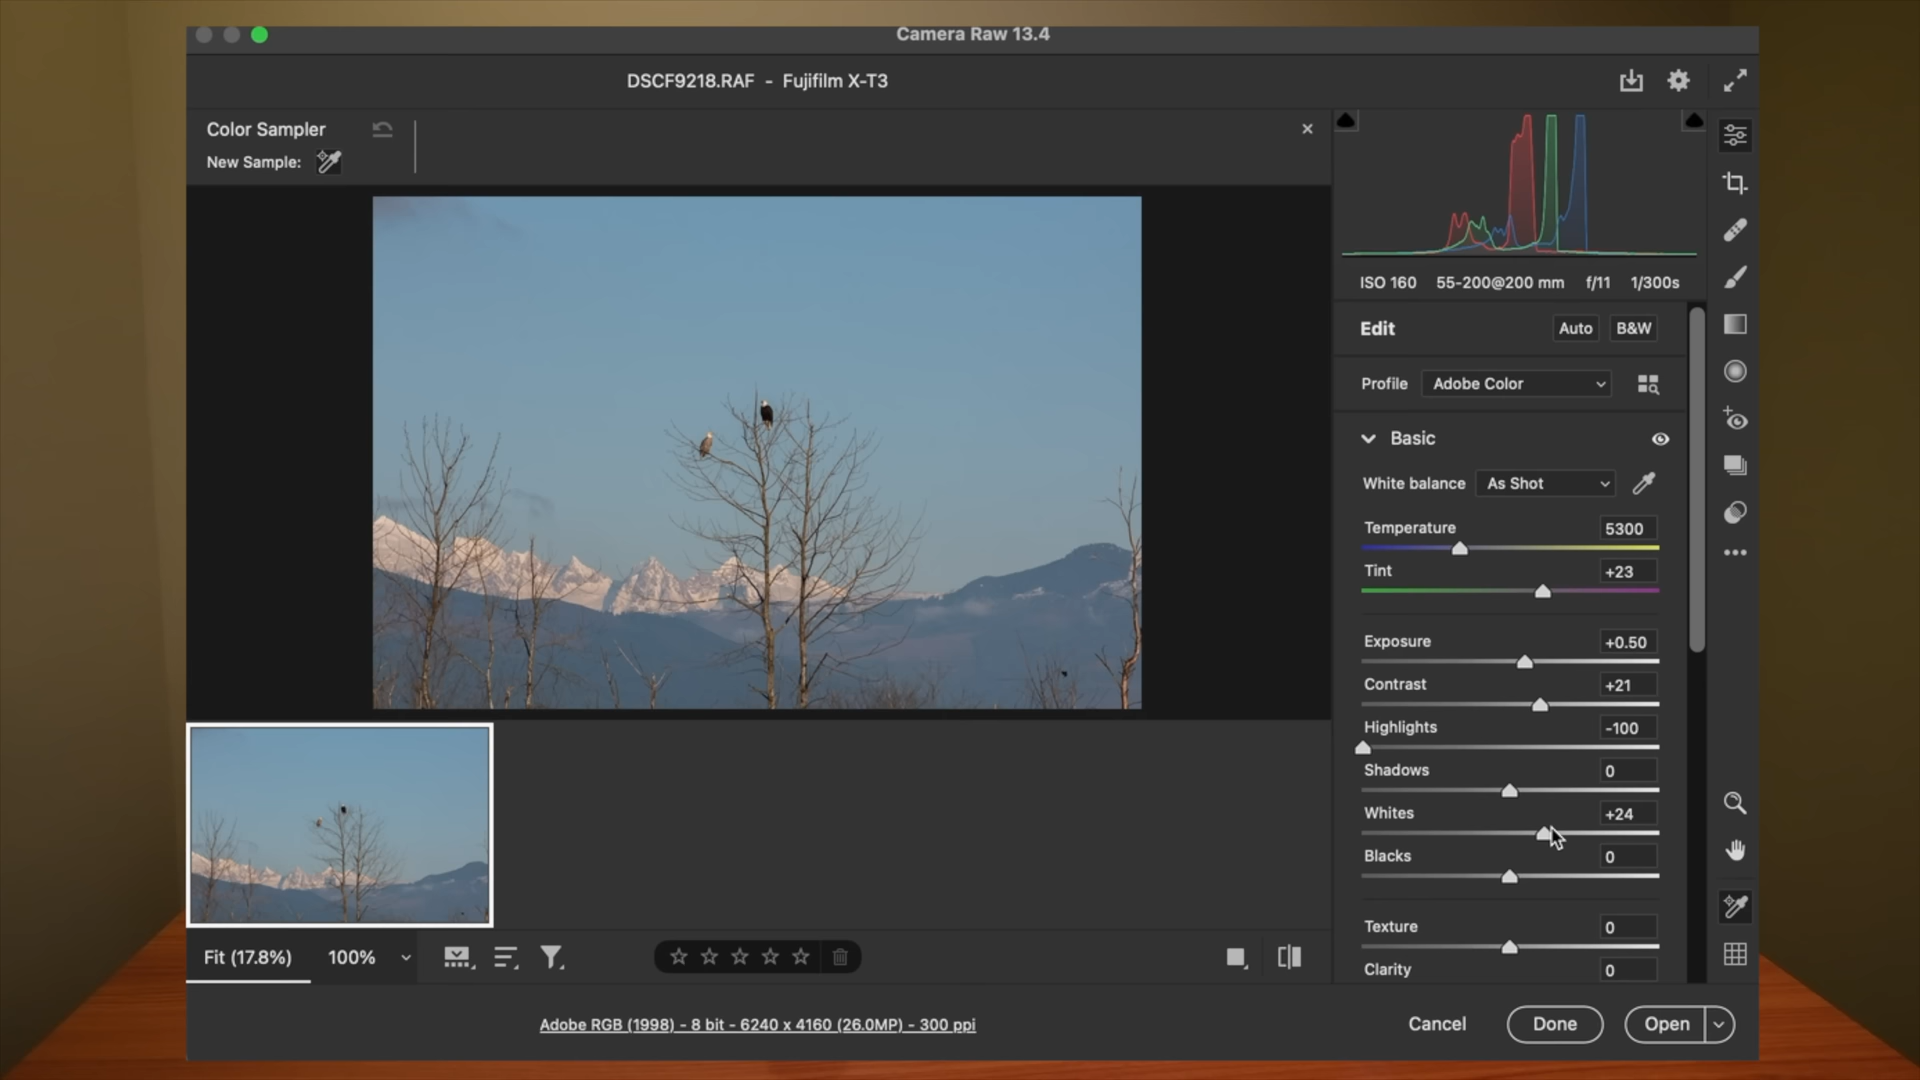 Camera Raw 13.4
DSCF9218.RAF - Fujifilm X-T3
Color Sampler
New Sample:
ISO 160 55-200@200 mm f/11 1/300s
Edit Auto B&W
Profile Adobe Color
Basic
White balance As Shot
Temperature 5300
Tint +23
Exposure +0.50
Contrast +21
Highlights -100
Shadows 0
Whites +24
Blacks 0
Texture 0
Clarity 0
Fit (17.8%) 100%
Adobe RGB (1998) - 8 bit - 6240 x 4160 (26.0MP) - 300 ppi
Cancel Done Open